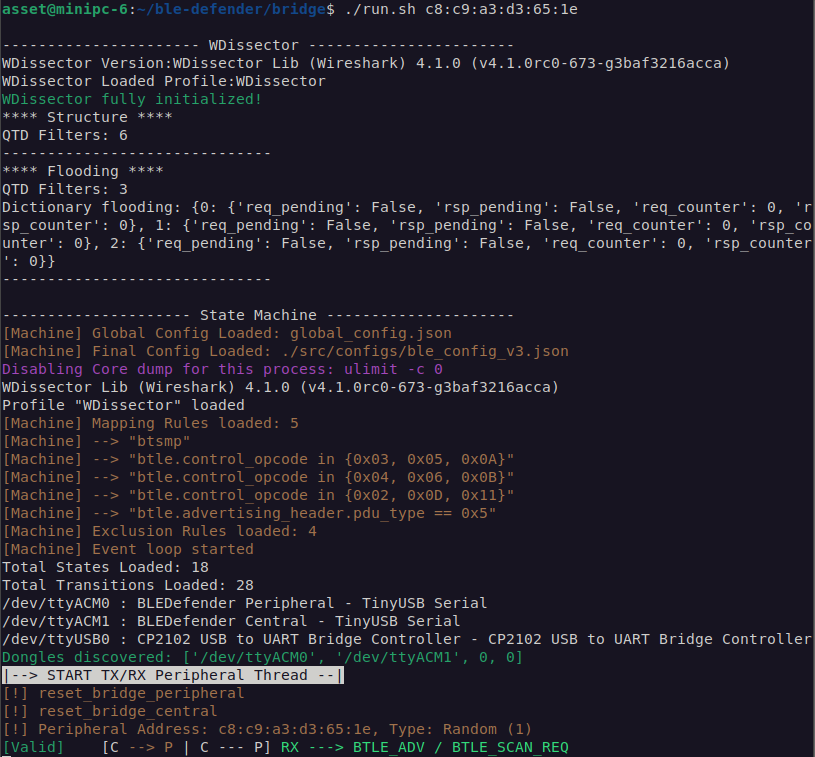 asset@minipc-6:~/ble-defender/bridge$ ./run.sh c8:c9:a3:d3:65:1e
---------------------- WDissector -----------------------
WDissector Version:WDissector Lib (Wireshark) 4.1.0 (v4.1.0rc0-673-g3baf3216acca)
WDissector Loaded Profile:WDissector
WDissector fully initialized!
**** Structure ****
QTD Filters: 6
------------------------------
**** Flooding ****
QTD Filters: 3
Dictionary flooding: {0: {'req_pending': False, 'rsp_pending': False, 'req_counter': 0, 'r
sp_counter': 0}, 1: {'req_pending': False, 'rsp_pending': False, 'req_counter': 0, 'rsp_co
unter': 0}, 2: {'req_pending': False, 'rsp_pending': False, 'req_counter': 0, 'rsp_counter
': 0}}
------------------------------
--------------------- State Machine ---------------------
[Machine] Global Config Loaded: global_config.json
[Machine] Final Config Loaded: ./src/configs/ble_config_v3.json
Disabling Core dump for this process: ulimit -c 0
WDissector Lib (Wireshark) 4.1.0 (v4.1.0rc0-673-g3baf3216acca)
Profile "WDissector" loaded
[Machine] Mapping Rules loaded: 5
[Machine] --> "btsmp"
[Machine] --> "btle.control_opcode in {0x03, 0x05, 0x0A}"
[Machine] --> "btle.control_opcode in {0x04, 0x06, 0x0B}"
[Machine] --> "btle.control_opcode in {0x02, 0x0D, 0x11}"
[Machine] --> "btle.advertising_header.pdu_type == 0x5"
[Machine] Exclusion Rules loaded: 4
[Machine] Event loop started
Total States Loaded: 18
Total Transitions Loaded: 28
/dev/ttyACM0 : BLEDefender Peripheral - TinyUSB Serial
/dev/ttyACM1 : BLEDefender Central - TinyUSB Serial
/dev/ttyUSB0 : CP2102 USB to UART Bridge Controller - CP2102 USB to UART Bridge Controller
Dongles discovered: ['/dev/ttyACM0', '/dev/ttyACM1', 0, 0]
|--> START TX/RX Peripheral Thread --|
[!] reset_bridge_peripheral
[!] reset_bridge_central
[!] Peripheral Address: c8:c9:a3:d3:65:1e, Type: Random (1)
[Valid]    [C --> P | C --- P] RX ---> BTLE_ADV / BTLE_SCAN_REQ